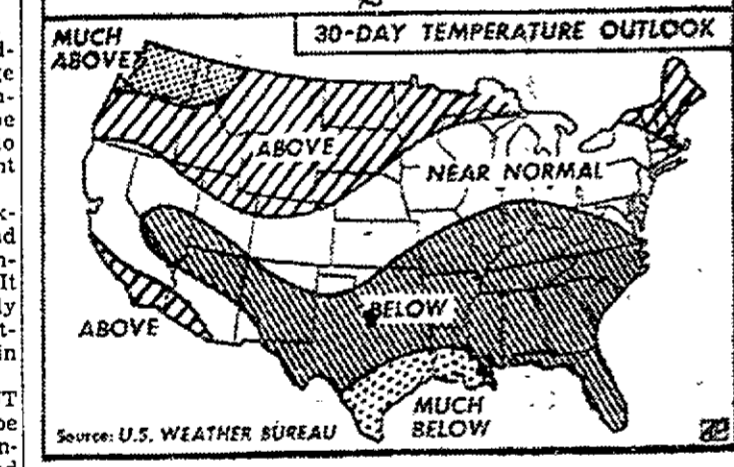 30-DAY TEMPERATURE OUTLOOK
MUCH
ABOVE
ABOVE
NEAR NORMAL
BELOW
ABOVE
MUCH
BELOW
Source: U.S. WEATHER BUREAU